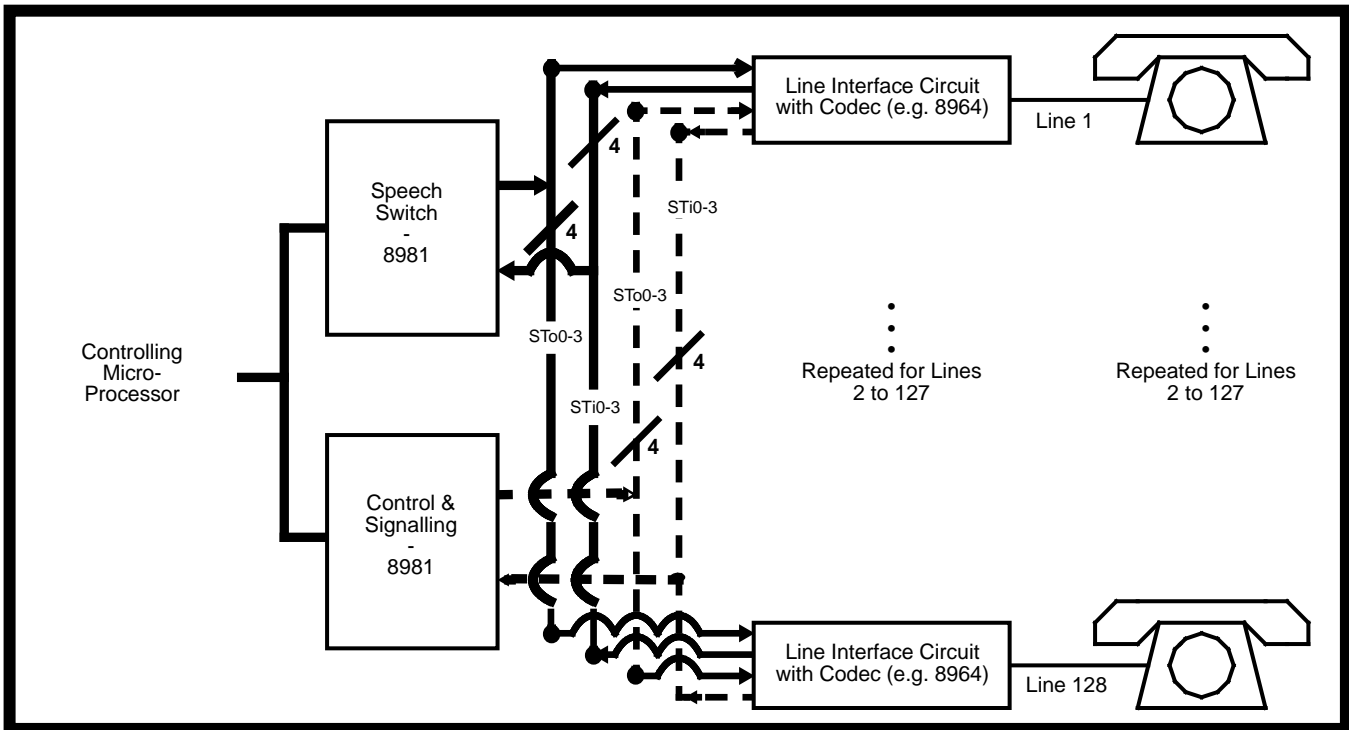 Line Interface Circuit
with Codec (e.g. 8964)
Line 1
4
Speech
Switch
-
8981
4
STi0-3
STo0-3
STo0-3
4
Controlling
Micro-
Processor
STi0-3
4
Repeated for Lines
2 to 127
Repeated for Lines
2 to 127
Control &
Signalling
-
8981
Line Interface Circuit
with Codec (e.g. 8964)
Line 128